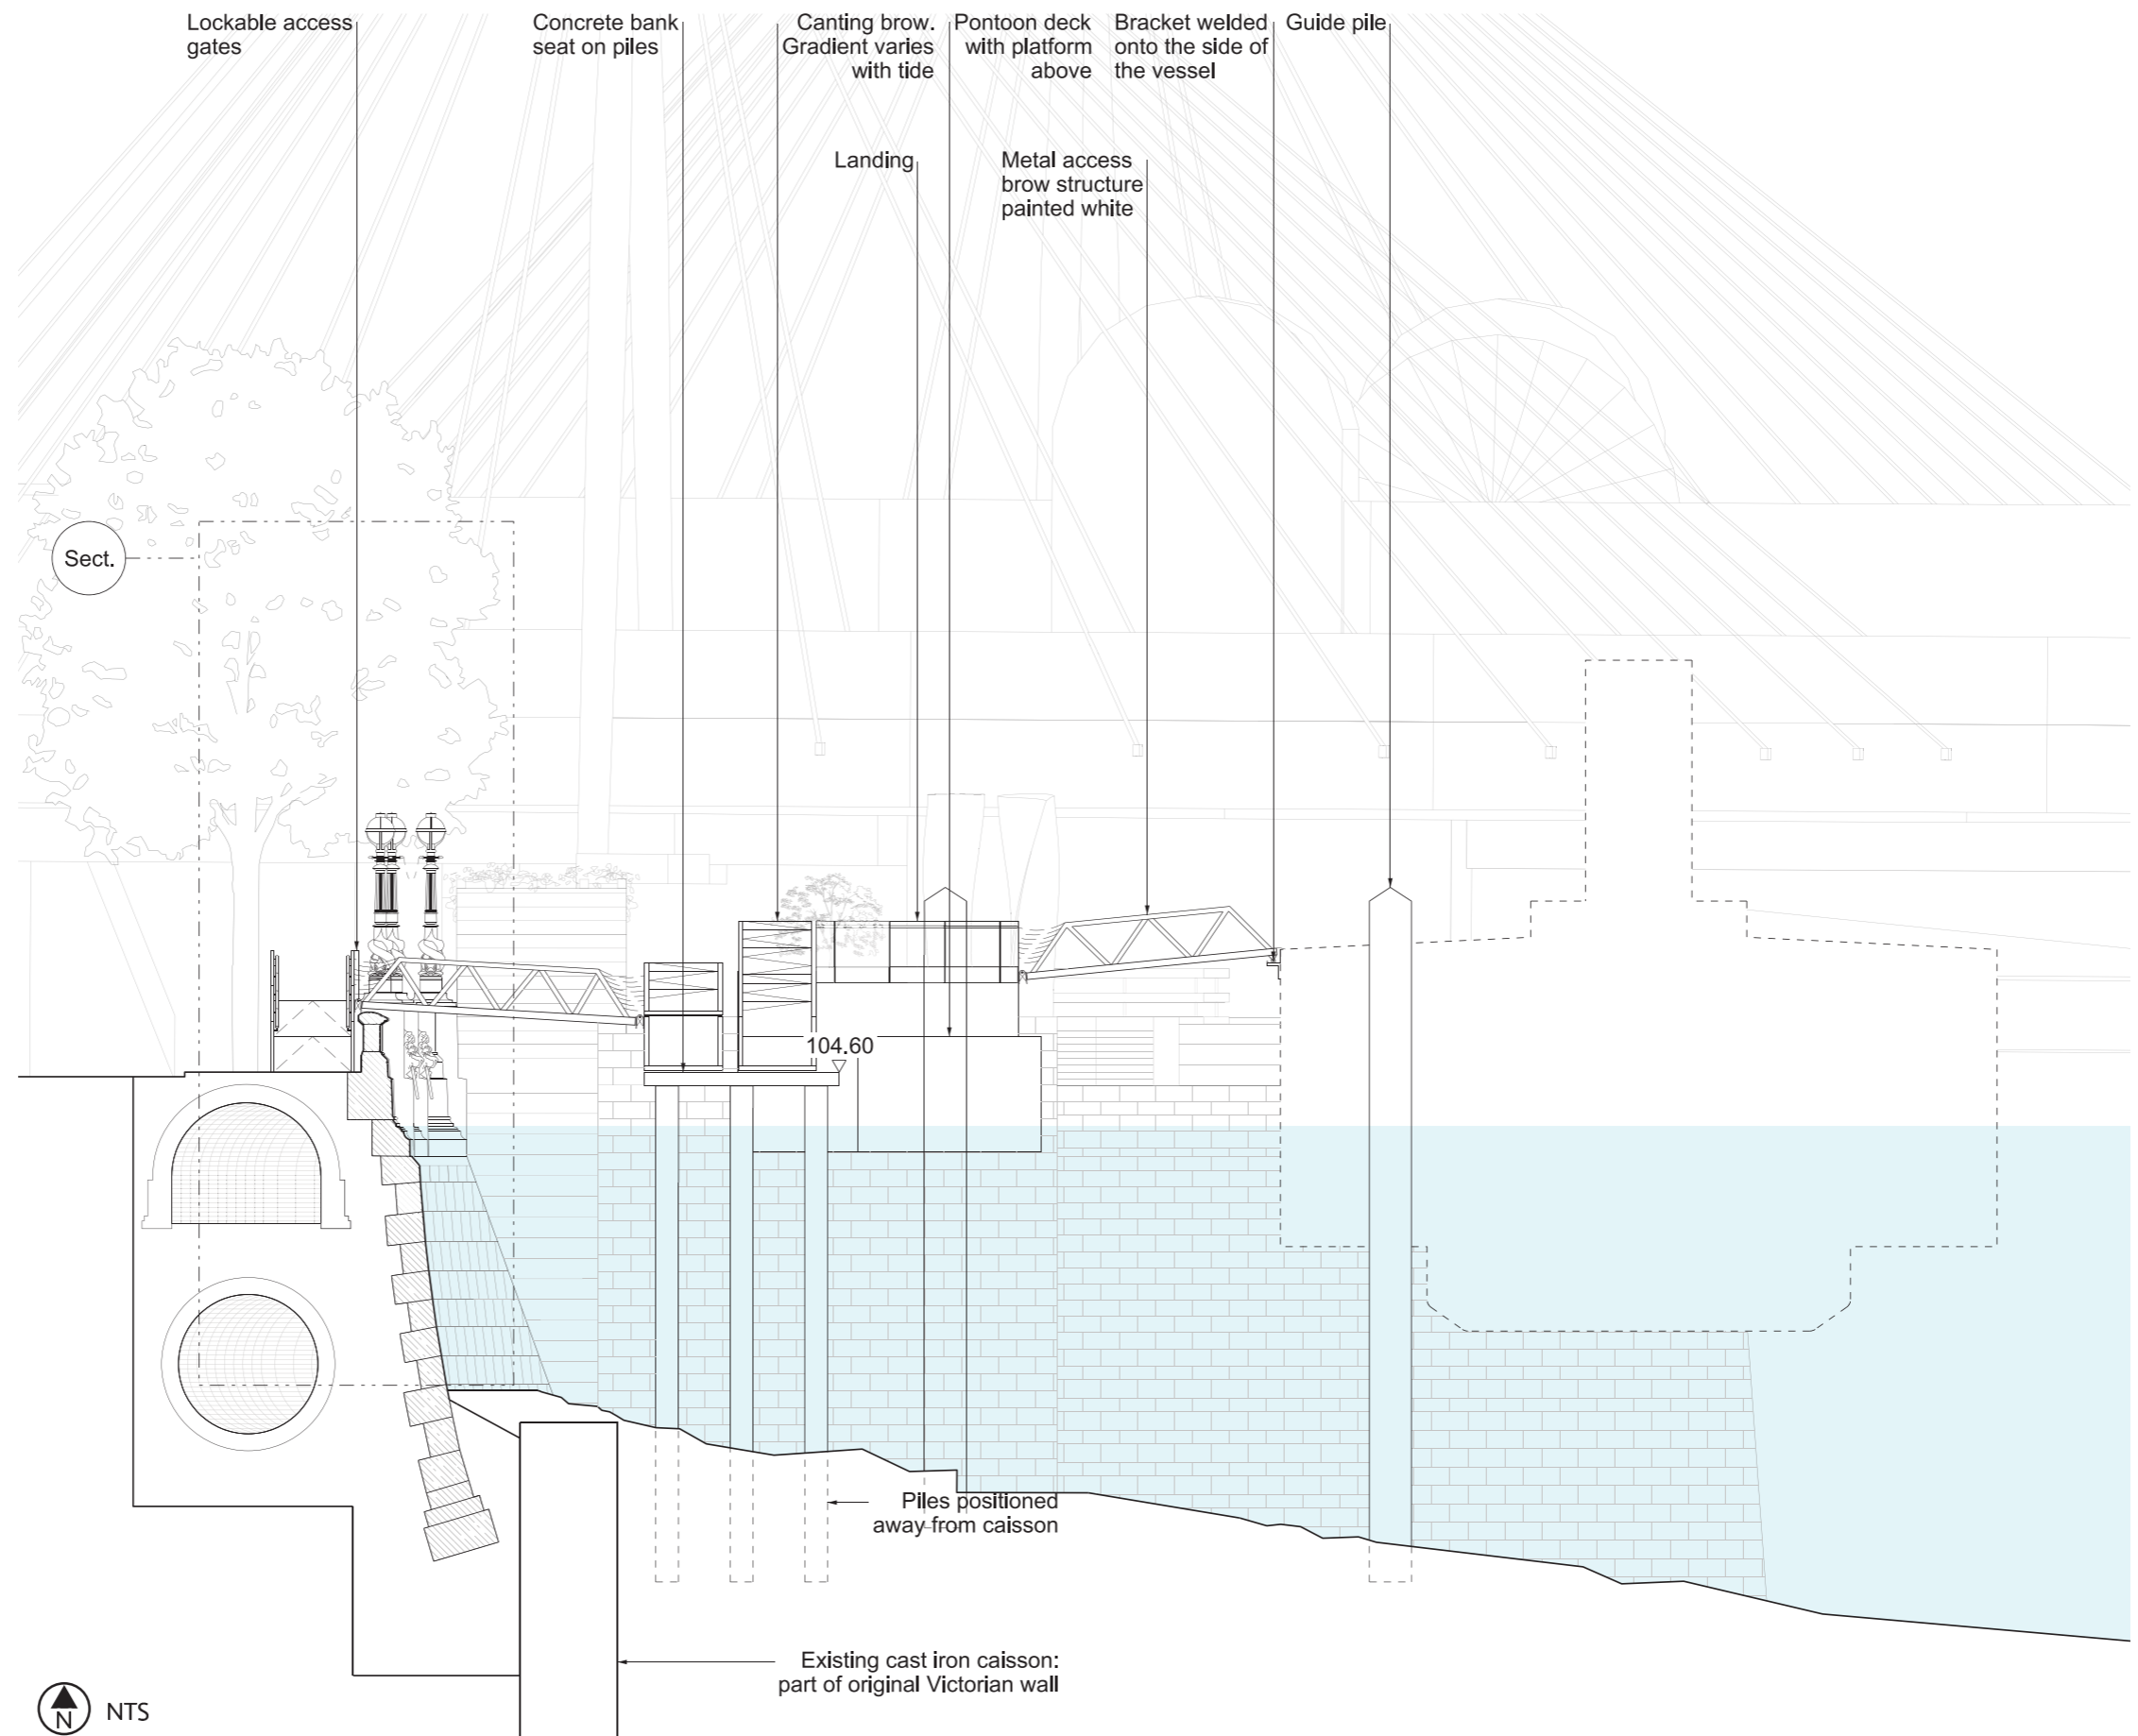 Lockable access
gates
Concrete bank
seat on piles
Canting brow.
Gradient varies
with tide
Pontoon deck
with platform
above
Bracket welded
onto the side of
the vessel
Guide pile
Landing
Metal access
brow structure
painted white
Sect.
104.60
Piles positioned
away from caisson
Existing cast iron caisson:
part of original Victorian wall
N
NTS